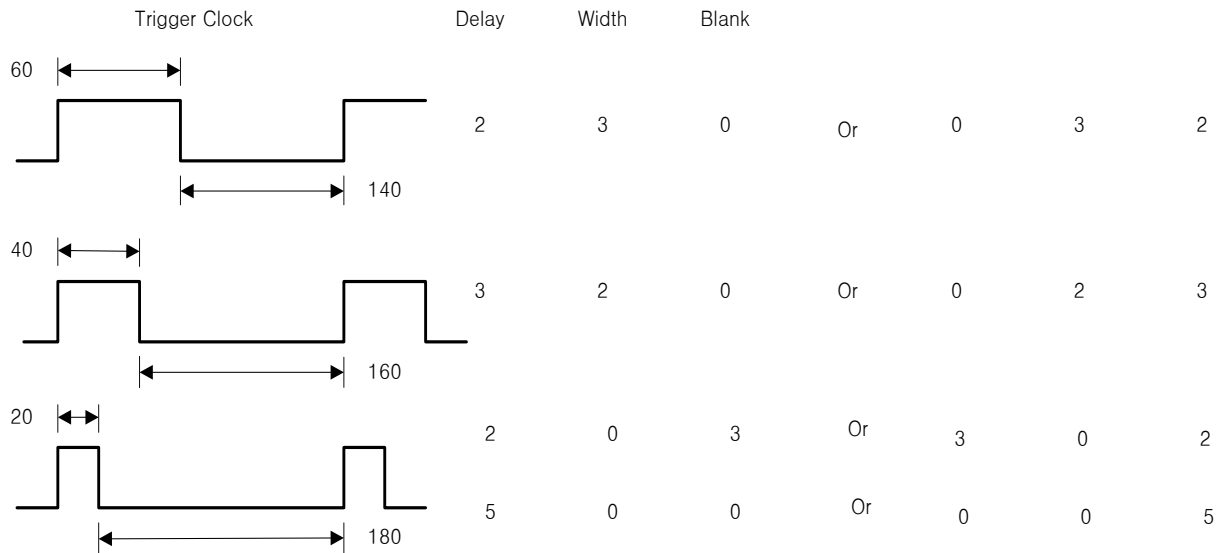 Trigger Clock Delay Width Blank
60
2 3 0 Or 0 3 2
140
40
3 2 0 Or 0 2 3
160
20
2 0 3 Or 3 0 2
5 0 0 Or 0 0 5
180